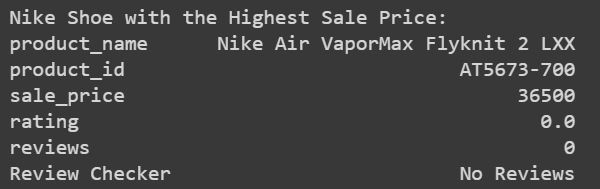 Nike Shoe with the Highest Sale Price:
product_name Nike Air VaporMax Flyknit 2 LXX
product_id AT5673-700
sale_price 36500
rating 0.0
reviews 0
Review Checker No Reviews